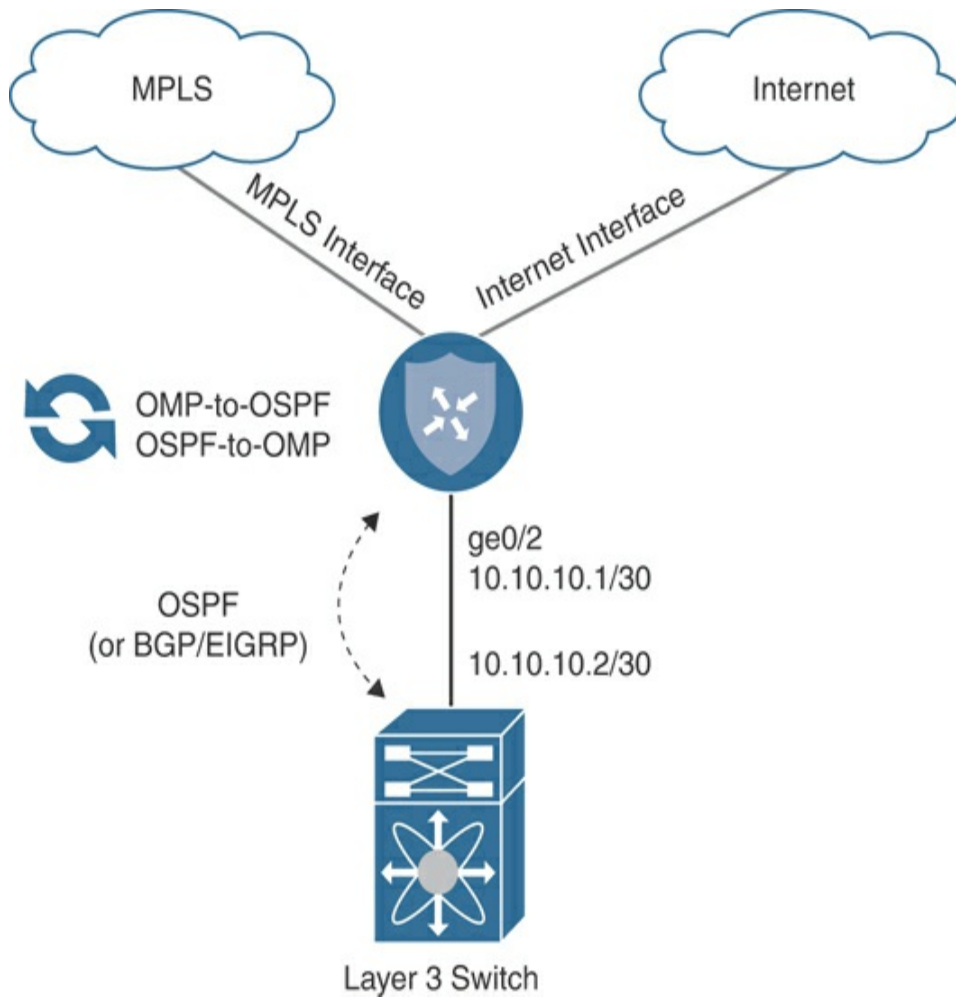 MPLS
Internet
MPLS Interface
Internet Interface
OMP-to-OSPF
OSPF-to-OMP
ge0/2
10.10.10.1/30
OSPF
(or BGP/EIGRP)
10.10.10.2/30
Layer 3 Switch